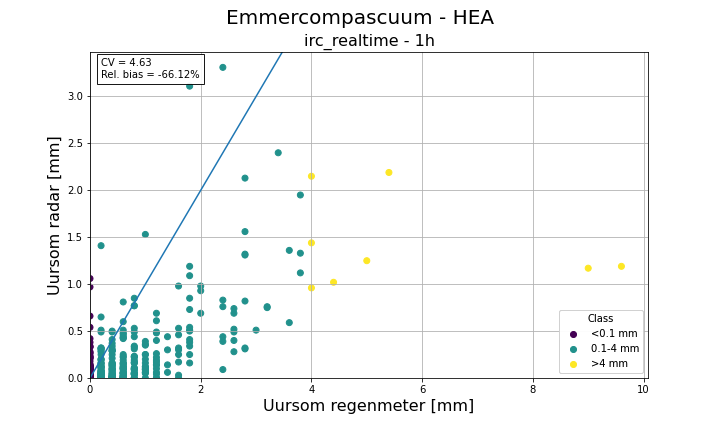 Emmercompascuum - HEA
irc_realtime - 1h
CV = 4.63
Rel. bias = -66.12%
Uursom radar [mm]
3.0
2.5
2.0
1.5
1.0
0.5
0.0
0 2 4 6 8 10
Uursom regenmeter [mm]
Class
<0.1 mm
0.1-4 mm
>4 mm